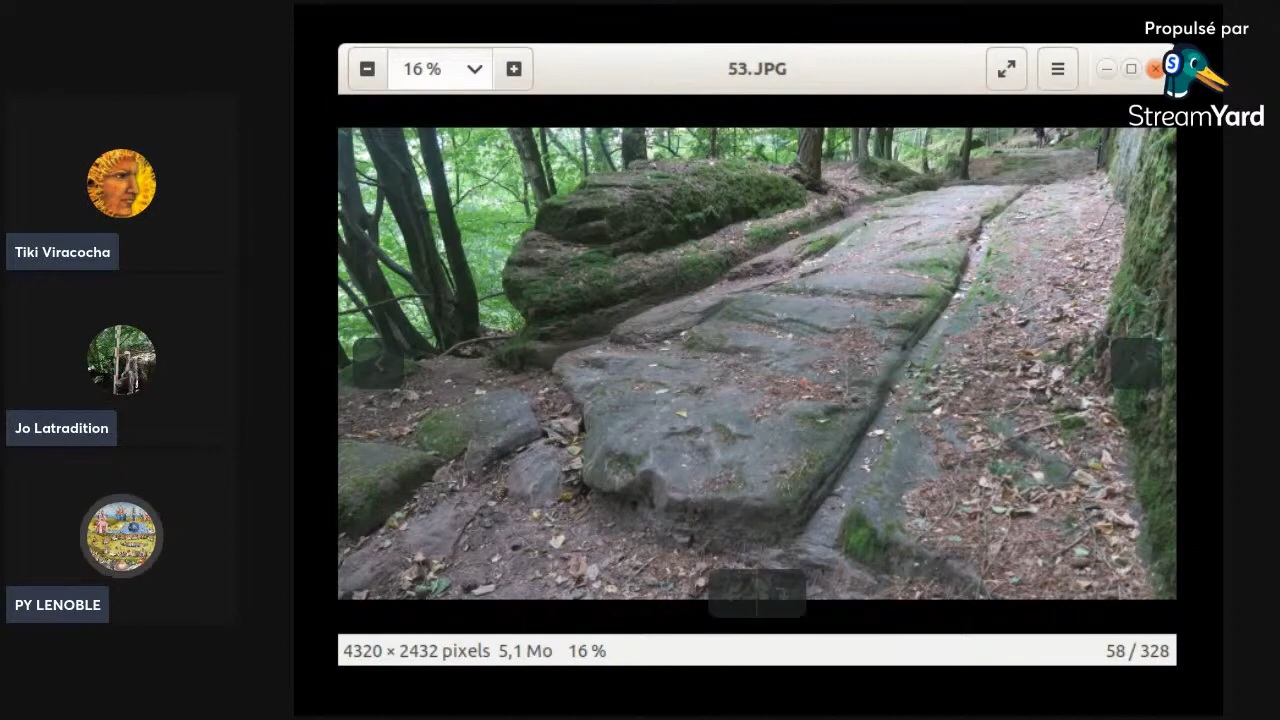 Propulsé par
StreamYard
16 %
53.JPG
Tiki Viracocha
Jo Latradition
PY LENOBLE
4320 × 2432 pixels 5,1 Mo 16 %
58 / 328